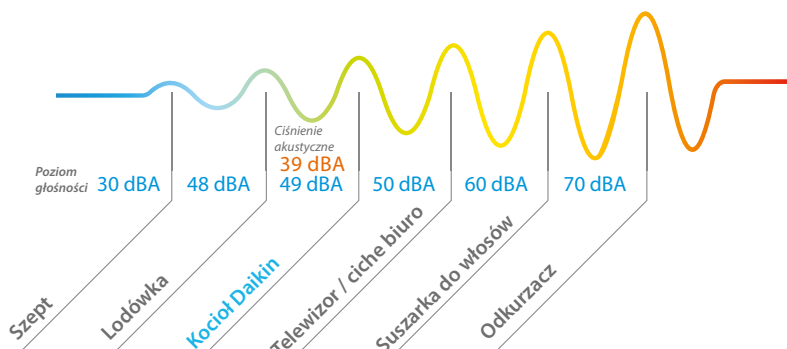 Ciśnienie
akustyczne
39 dBA
Poziom
głośności
30 dBA
48 dBA
49 dBA
50 dBA
60 dBA
70 dBA
Szept
Lodówka
Kocioł Daikin
Telewizor / ciche biuro
Suszarka do włosów
Odkurzacz